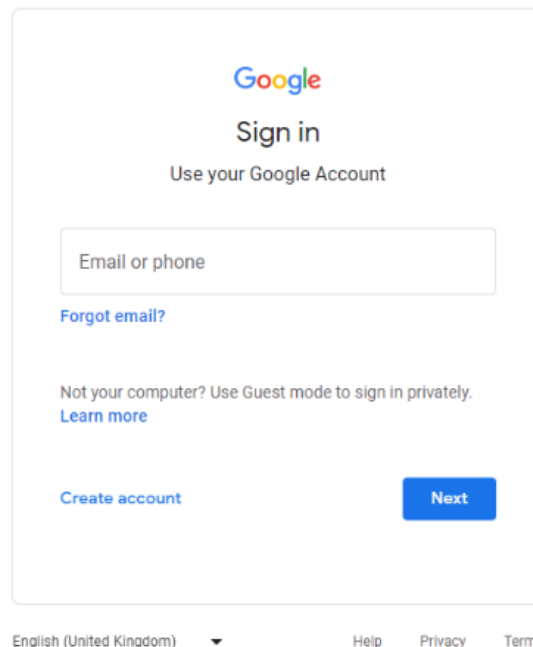 Google
Sign in
Use your Google Account
Email or phone
Forgot email?
Not your computer? Use Guest mode to sign in privately.
Learn more
Create account
Next
English (United Kingdom)
Help Privacy Term